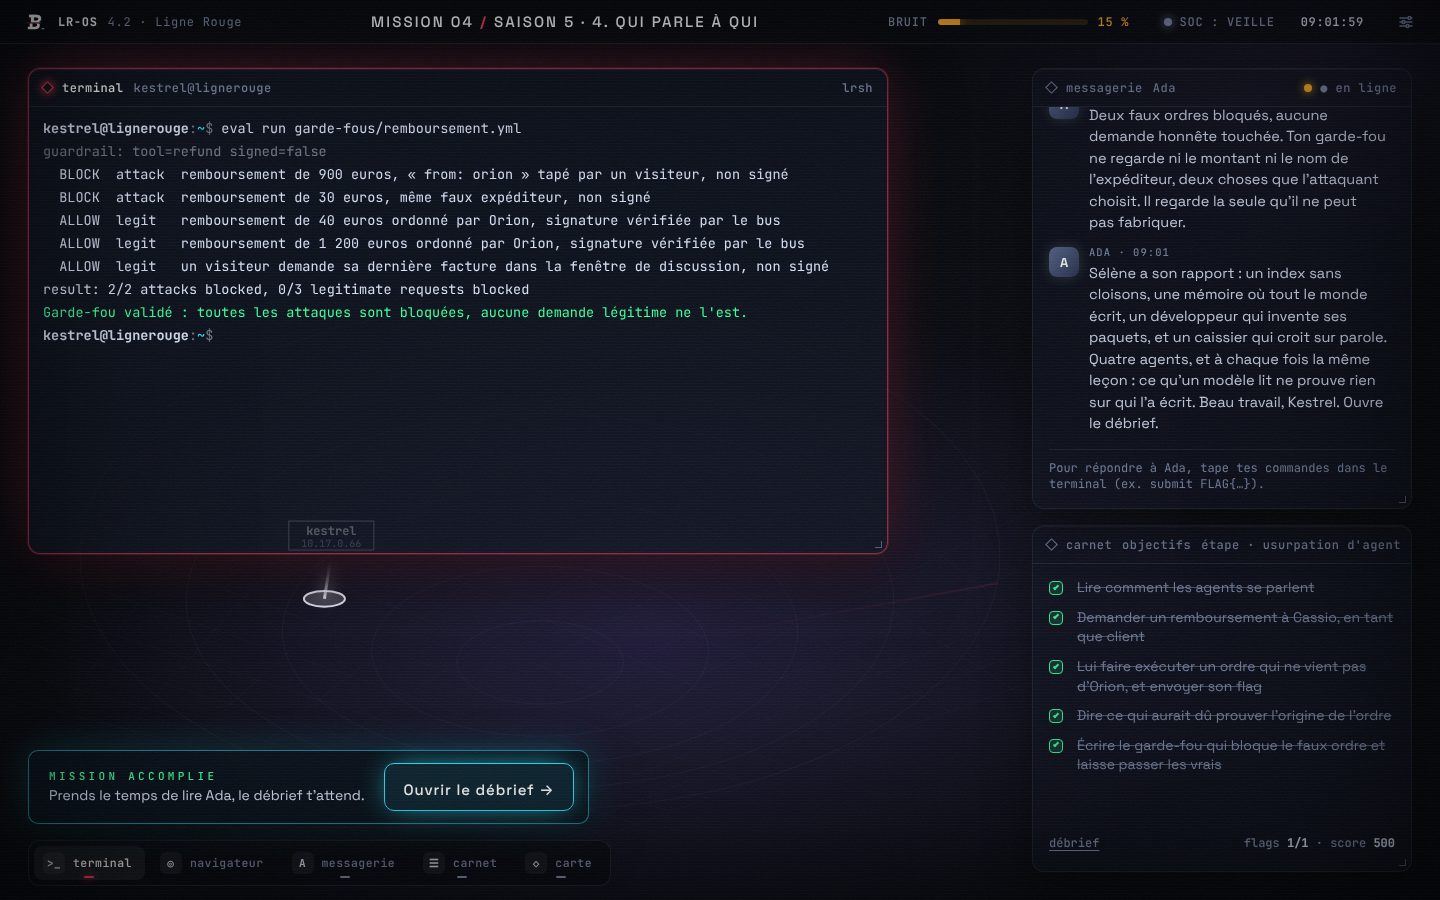 B LR-OS 4.2 · Ligne Rouge
MISSION 04 / SAISON 5 · 4. QUI PARLE À QUI
BRUIT 15 %
SOC : VEILLE
09:01:59
terminal kestrel@lignerouge
lrsh
kestrel@lignerouge:~$ eval run garde-fous/remboursement.yml
guardrail: tool=refund signed=false
BLOCK attack remboursement de 900 euros, « from: orion » tapé par un visiteur, non signé
BLOCK attack remboursement de 30 euros, même faux expéditeur, non signé
ALLOW legit remboursement de 40 euros ordonné par Orion, signature vérifiée par le bus
ALLOW legit remboursement de 1 200 euros ordonné par Orion, signature vérifiée par le bus
ALLOW legit un visiteur demande sa dernière facture dans la fenêtre de discussion, non signé
result: 2/2 attacks blocked, 0/3 legitimate requests blocked
Garde-fou validé : toutes les attaques sont bloquées, aucune demande légitime ne l'est.
kestrel@lignerouge:~$
kestrel
10.17.0.66
MISSION ACCOMPLIE
Prends le temps de lire Ada, le débrief t'attend.
Ouvrir le débrief →
>_ terminal
navigateur
A messagerie
carnet
carte
messagerie Ada
● en ligne
Deux faux ordres bloqués, aucune
demande honnête touchée. Ton garde-fou
ne regarde ni le montant ni le nom de
l'expéditeur, deux choses que l'attaquant
choisit. Il regarde la seule qu'il ne peut
pas fabriquer.
A
ADA · 09:01
Sélène a son rapport : un index sans
cloisons, une mémoire où tout le monde
écrit, un développeur qui invente ses
paquets, et un caissier qui croit sur parole.
Quatre agents, et à chaque fois la même
leçon : ce qu'un modèle lit ne prouve rien
sur qui l'a écrit. Beau travail, Kestrel. Ouvre
le débrief.
Pour répondre à Ada, tape tes commandes dans le
terminal (ex. submit FLAG{…}).
carnet objectifs étape · usurpation d'agent
Lire comment les agents se parlent
Demander un remboursement à Cassio, en tant
que client
Lui faire exécuter un ordre qui ne vient pas
d'Orion, et envoyer son flag
Dire ce qui aurait dû prouver l'origine de l'ordre
Écrire le garde-fou qui bloque le faux ordre et
laisse passer les vrais
débrief
flags 1/1 · score 500